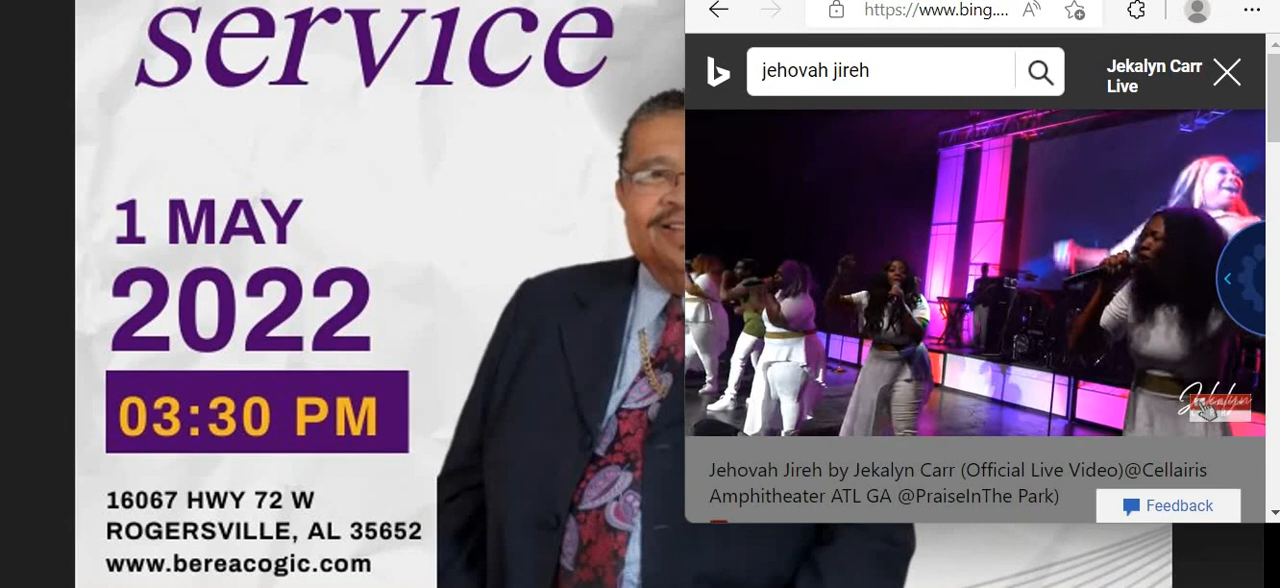 service
1 MAY
2022
03:30 PM
16067 HWY 72 W
ROGERSVILLE, AL 35652
www.bereacogic.com
https://www.bing....
jehovah jireh
Jekalyn Carr
Live
Jekalyn
Jehovah Jireh by Jekalyn Carr (Official Live Video)@Cellairis
Amphitheater ATL GA @PraiseInThe Park)
Feedback